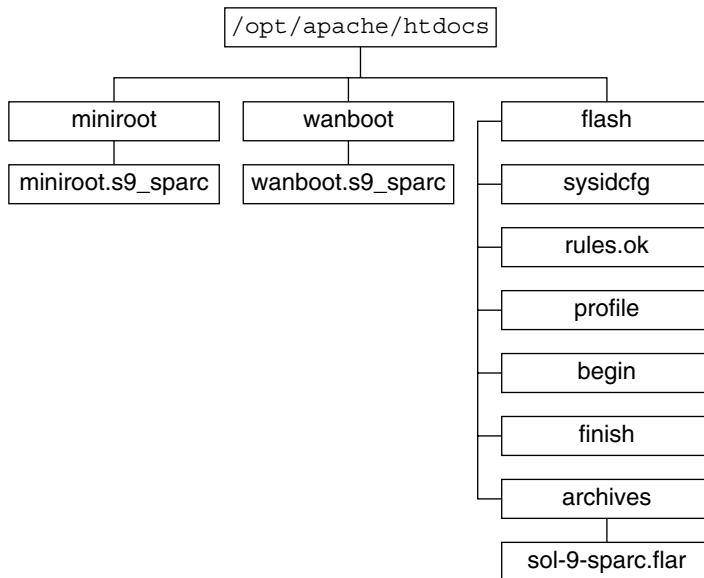 /opt/apache/htdocs
miniroot
wanboot
flash
miniroot.s9_sparc
wanboot.s9_sparc
sysidcfg
rules.ok
profile
begin
finish
archives
sol-9-sparc.flar